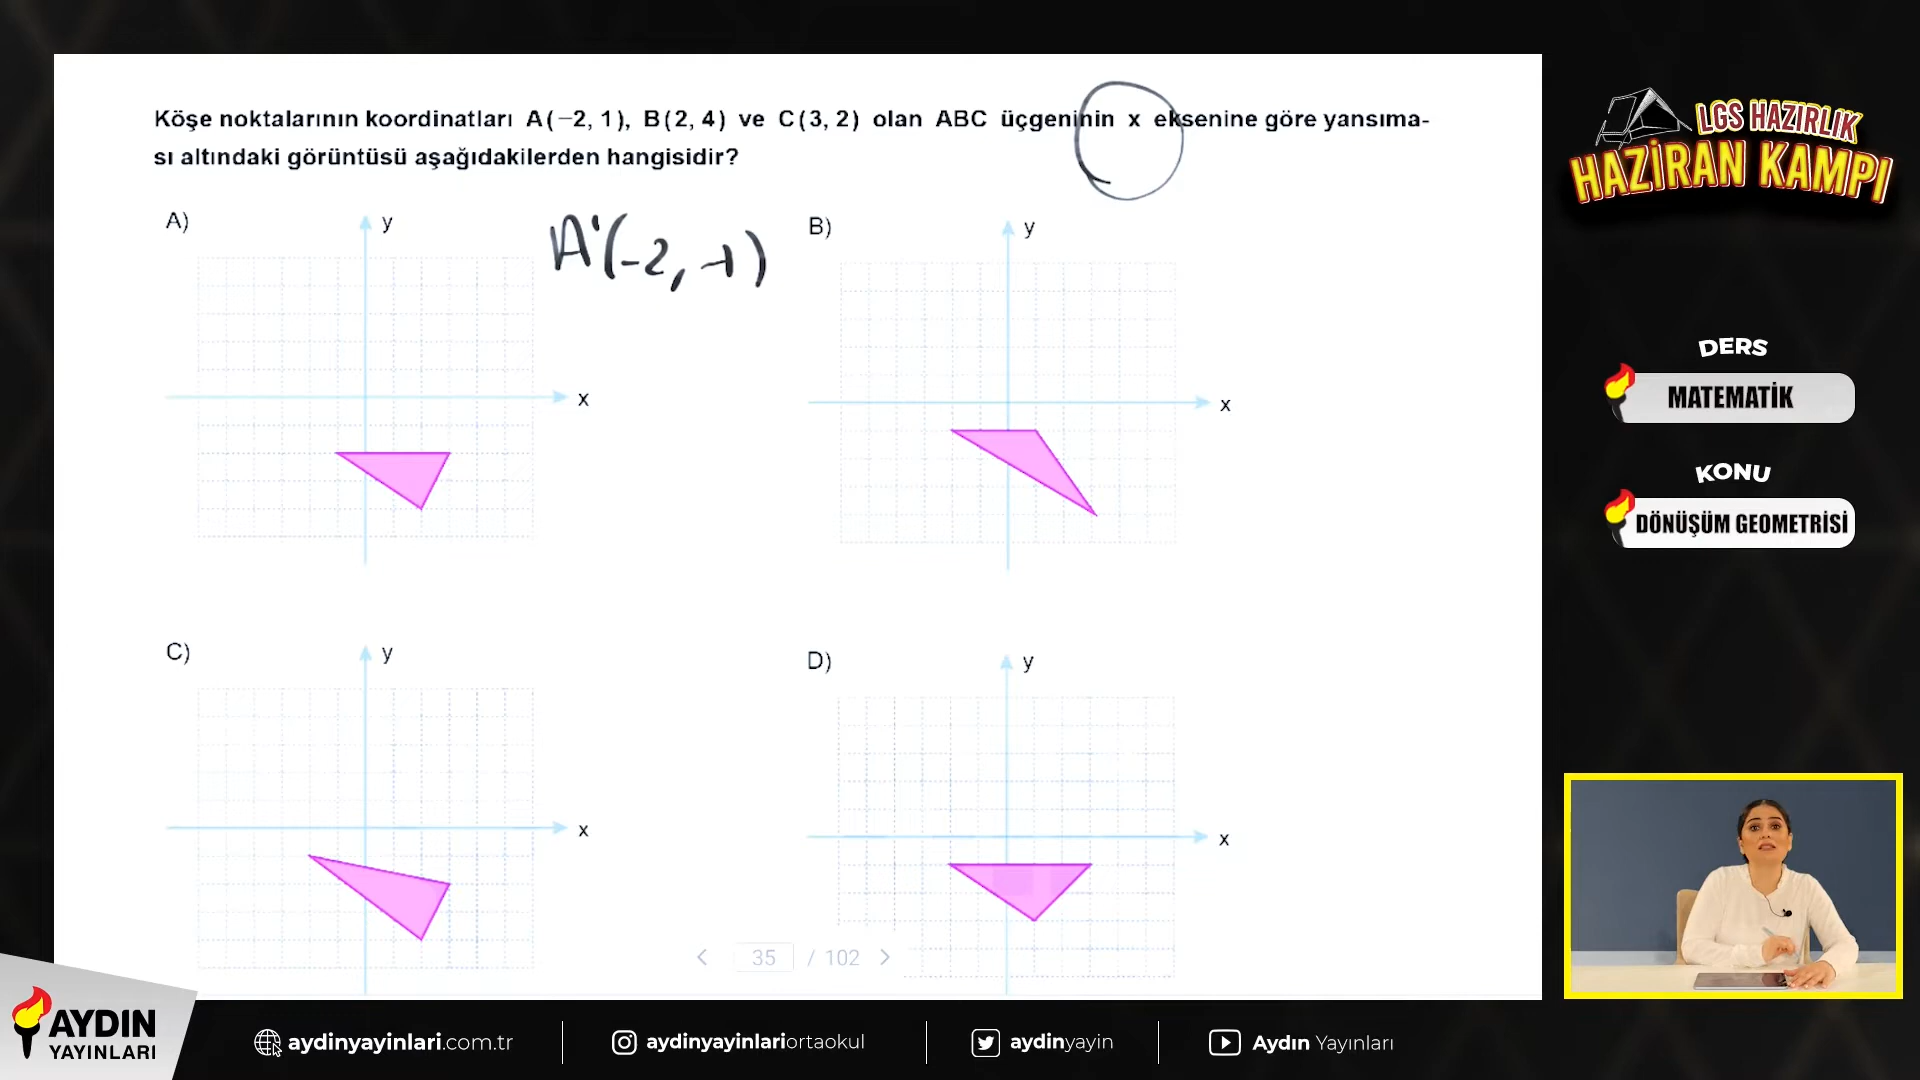 Köşe noktalarının koordinatları A(−2, 1), B(2, 4) ve C(3, 2) olan ABC üçgeninin x eksenine göre yansıma-
sı altındaki görüntüsü aşağıdakilerden hangisidir?
A)
y
x
A'(-2, -1)
B)
y
x
C)
y
x
D)
y
x
35 / 102
LGS HAZIRLIK
HAZİRAN KAMPI
DERS
MATEMATİK
KONU
DÖNÜŞÜM GEOMETRİSİ
AYDIN
YAYINLARI
aydinyayinlari.com.tr
aydinyayinlariortaokul
aydinyayin
Aydın Yayınları